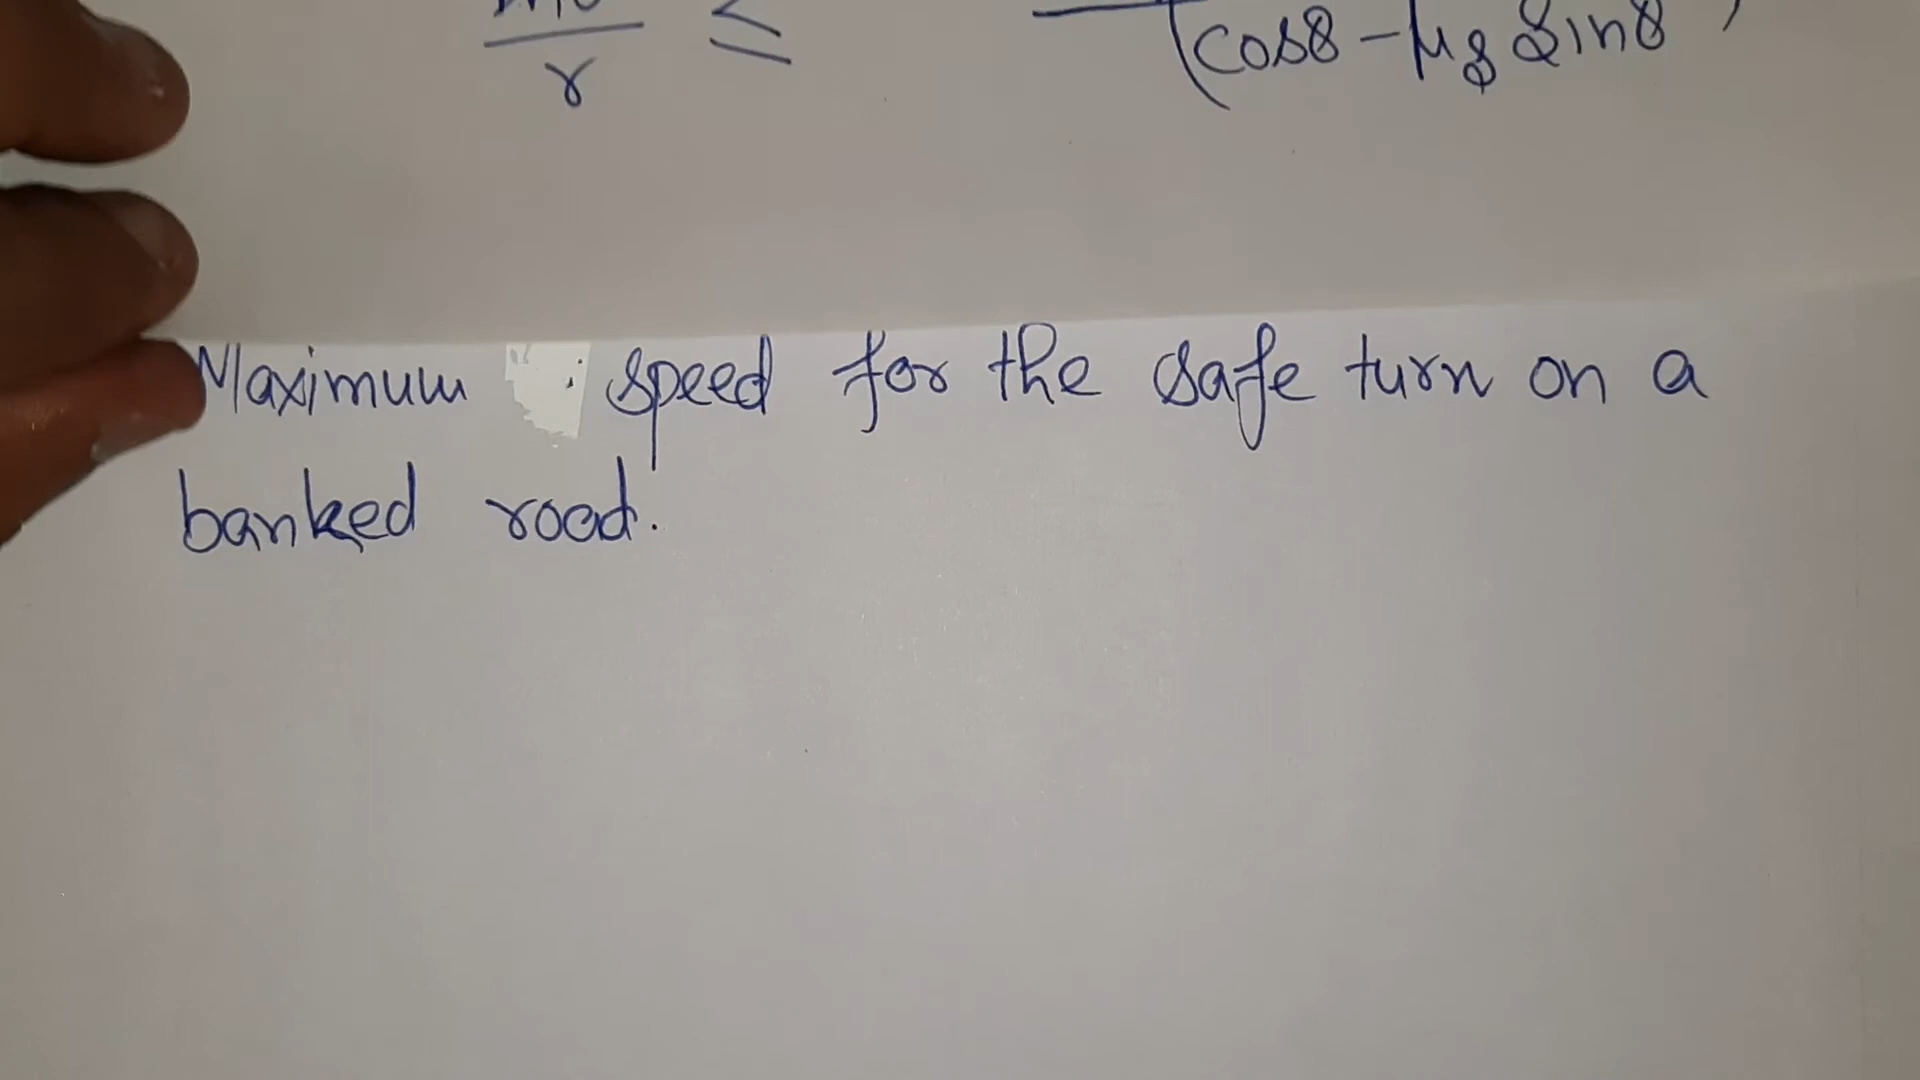 r ≤ (cosθ - μs sinθ
Maximum speed for the safe turn on a
banked road.